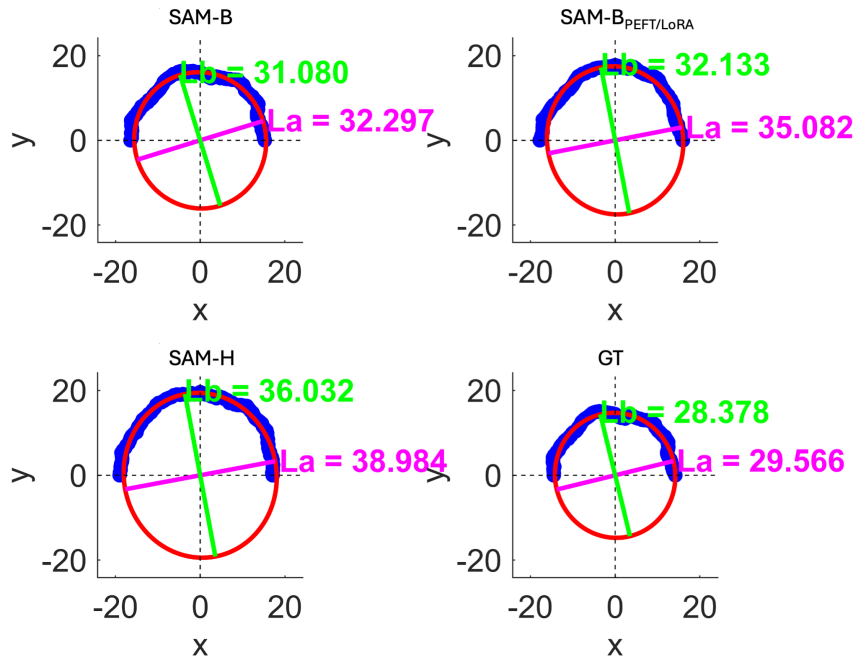 SAM-B
20
0
-20
y
-20 0 20
x
Lb = 31.080
La = 32.297
SAM-BPEFT/LoRA
20
0
-20
y
-20 0 20
x
Lb = 32.133
La = 35.082
SAM-H
20
0
-20
y
-20 0 20
x
Lb = 36.032
La = 38.984
GT
20
0
-20
y
-20 0 20
x
Lb = 28.378
La = 29.566